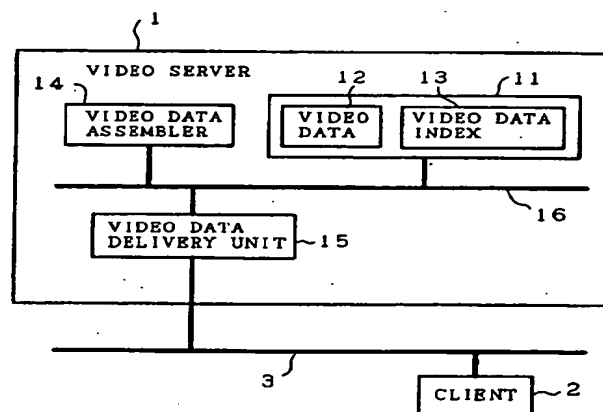 1
VIDEO SERVER
14
12
13
11
VIDEO DATA
ASSEMBLER
VIDEO
DATA
VIDEO DATA
INDEX
16
VIDEO DATA
DELIVERY UNIT
15
3
CLIENT
2